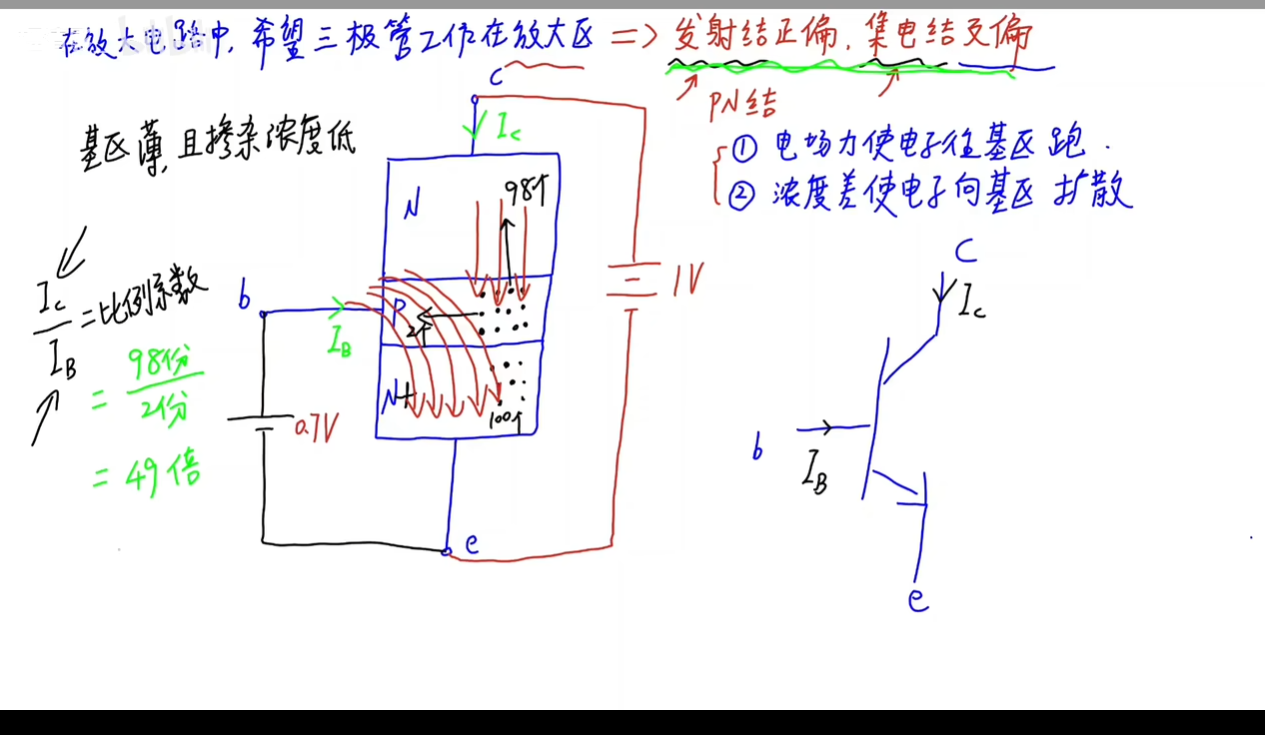 在放大电路中,希望三极管工作在放大区 => 发射结正偏,集电结反偏
PN结
① 电场力使电子往基区跑.
② 浓度差使电子向基区扩散
基区薄,且掺杂浓度低
c
Ic
N
98个
P
2个
N+
100个
b
IB
0.7V
1V
e
Ic/IB=比例系数
=98份/2份
=49倍
C
Ic
b
IB
e